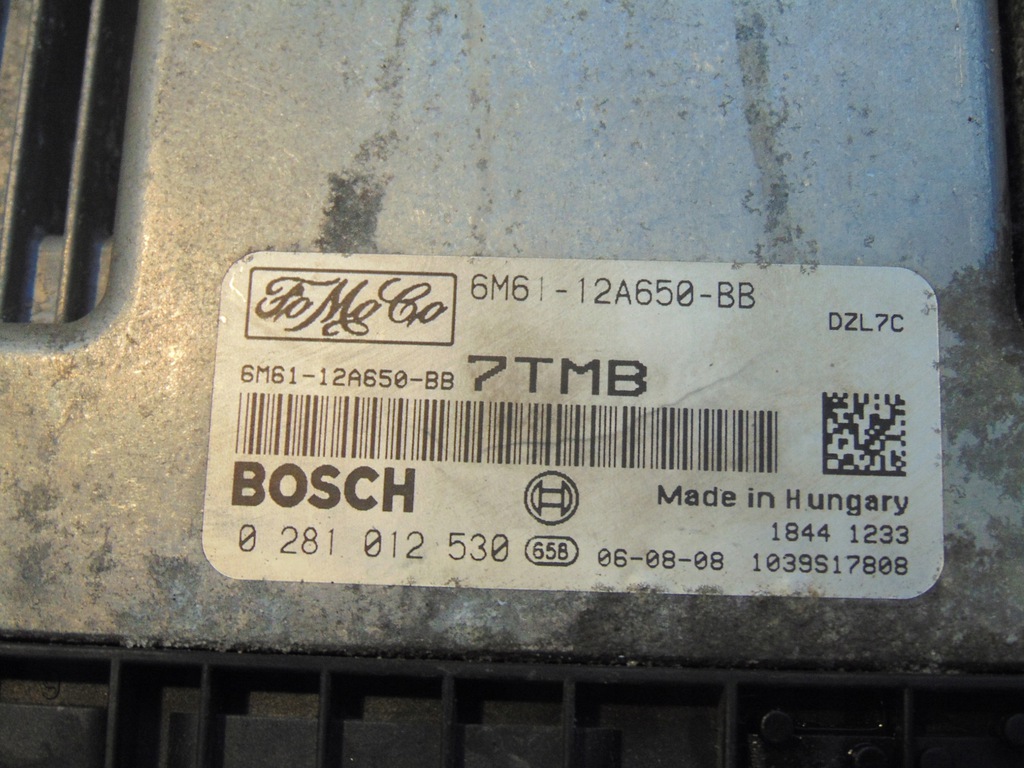 FoMoCo 6M61-12A650-BB
DZL7C
6M61-12A650-BB 7TMB
BOSCH
Made in Hungary
1844 1233
0 281 012 530 65B 06-08-08 1039S17808